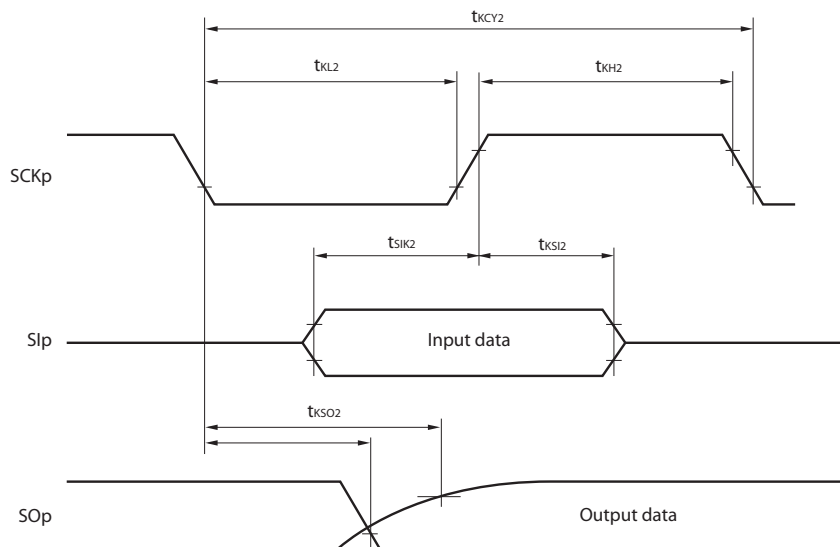 tKCY2
tKL2
tKH2
SCKp
tSIK2
tKSI2
SIp
Input data
tKSO2
SOp
Output data